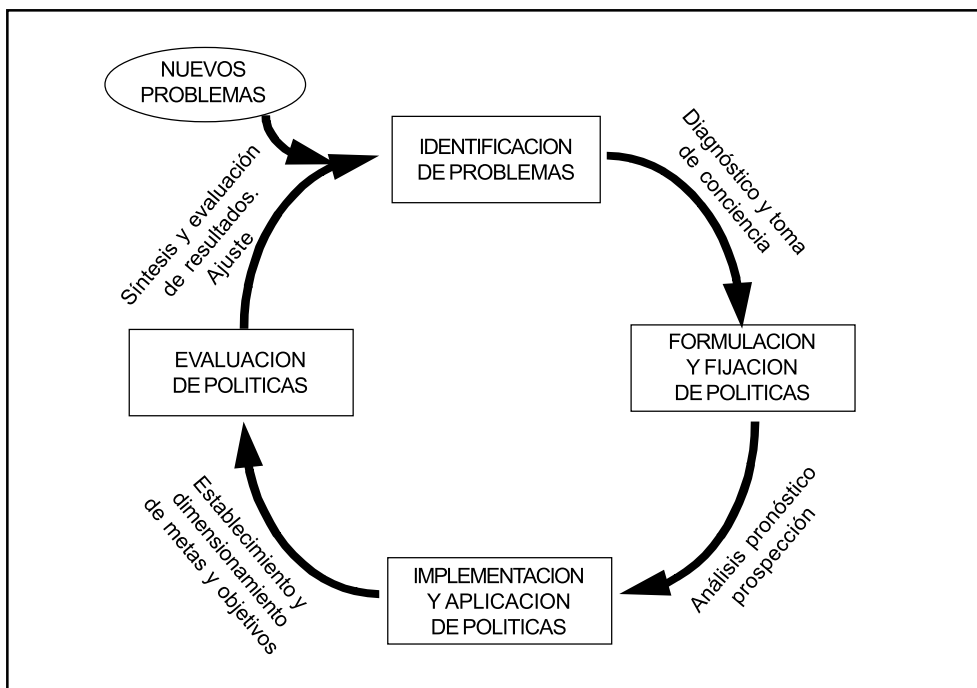 NUEVOS
PROBLEMAS
IDENTIFICACION
DE PROBLEMAS
Diagnóstico y toma
de conciencia
FORMULACION
Y FIJACION
DE POLITICAS
Análisis pronóstico
prospección
IMPLEMENTACION
Y APLICACION
DE POLITICAS
Establecimiento y
dimensionamiento
de metas y objetivos
EVALUACION
DE POLITICAS
Síntesis y evaluación
de resultados.
Ajuste